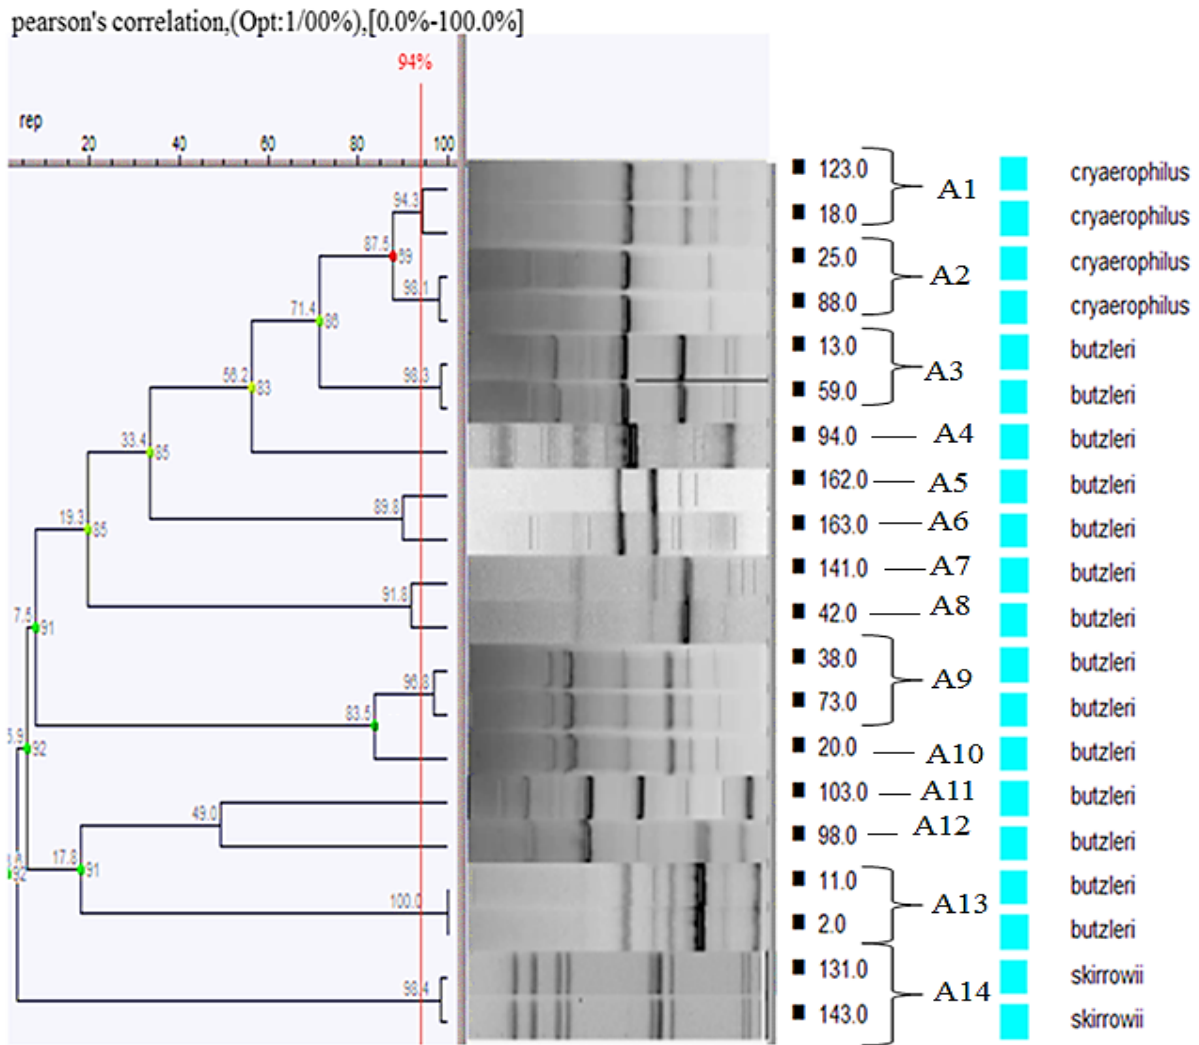 pearson's correlation,(Opt:1/00%),[0.0%-100.0%]
94%
rep
20 40 60 80 100
123.0 A1 cryaerophilus
94.3
18.0 cryaerophilus
87.5 89
25.0 A2 cryaerophilus
98.1
88.0 cryaerophilus
71.4 86
13.0 A3 butzleri
98.3
59.0 butzleri
56.2 83
94.0 A4 butzleri
33.4 85
162.0 A5 butzleri
89.8
163.0 A6 butzleri
19.3 85
141.0 A7 butzleri
91.8
42.0 A8 butzleri
7.5 91
38.0 A9 butzleri
96.8
73.0 butzleri
83.5
20.0 A10 butzleri
5.9 92
103.0 A11 butzleri
49.0
98.0 A12 butzleri
17.8 91
92
11.0 A13 butzleri
100.0
2.0 butzleri
131.0 A14 skirrowii
98.4
143.0 skirrowii